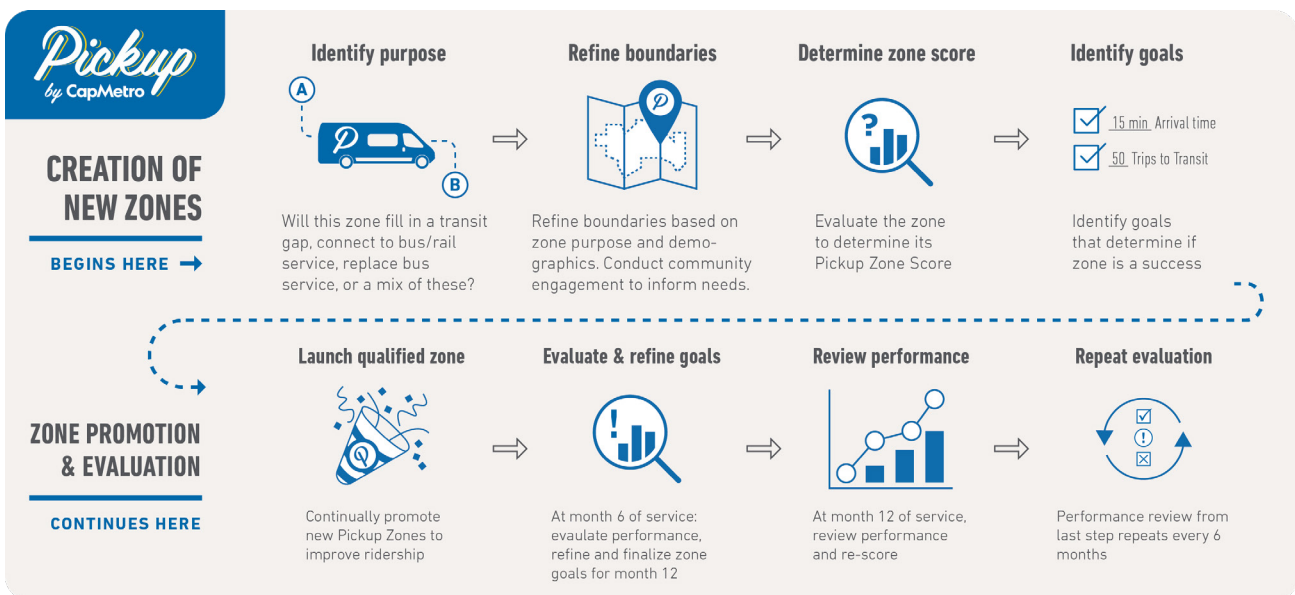 Pickup
by CapMetro
CREATION OF
NEW ZONES
BEGINS HERE
Identify purpose
A
P
B
Will this zone fill in a transit
gap, connect to bus/rail
service, replace bus
service, or a mix of these?
Refine boundaries
P
Refine boundaries based on
zone purpose and demo-
graphics. Conduct community
engagement to inform needs.
Determine zone score
?
Evaluate the zone
to determine its
Pickup Zone Score
Identify goals
15 min Arrival time
50 Trips to Transit
Identify goals
that determine if
zone is a success
ZONE PROMOTION
& EVALUATION
CONTINUES HERE
Launch qualified zone
P
Continually promote
new Pickup Zones to
improve ridership
Evaluate & refine goals
!
At month 6 of service:
evaulate performance,
refine and finalize zone
goals for month 12
Review performance
At month 12 of service,
review performance
and re-score
Repeat evaluation
!
Performance review from
last step repeats every 6
months